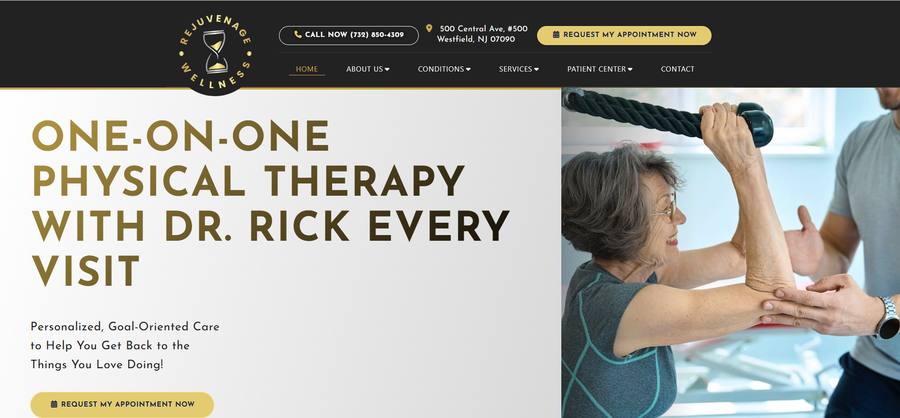 REJUVENAGE
WELLNESS
CALL NOW (732) 850-4309
500 Central Ave, #500
Westfield, NJ 07090
REQUEST MY APPOINTMENT NOW
HOME
ABOUT US
CONDITIONS
SERVICES
PATIENT CENTER
CONTACT
ONE-ON-ONE
PHYSICAL THERAPY
WITH DR. RICK EVERY
VISIT
Personalized, Goal-Oriented Care
to Help You Get Back to the
Things You Love Doing!
REQUEST MY APPOINTMENT NOW